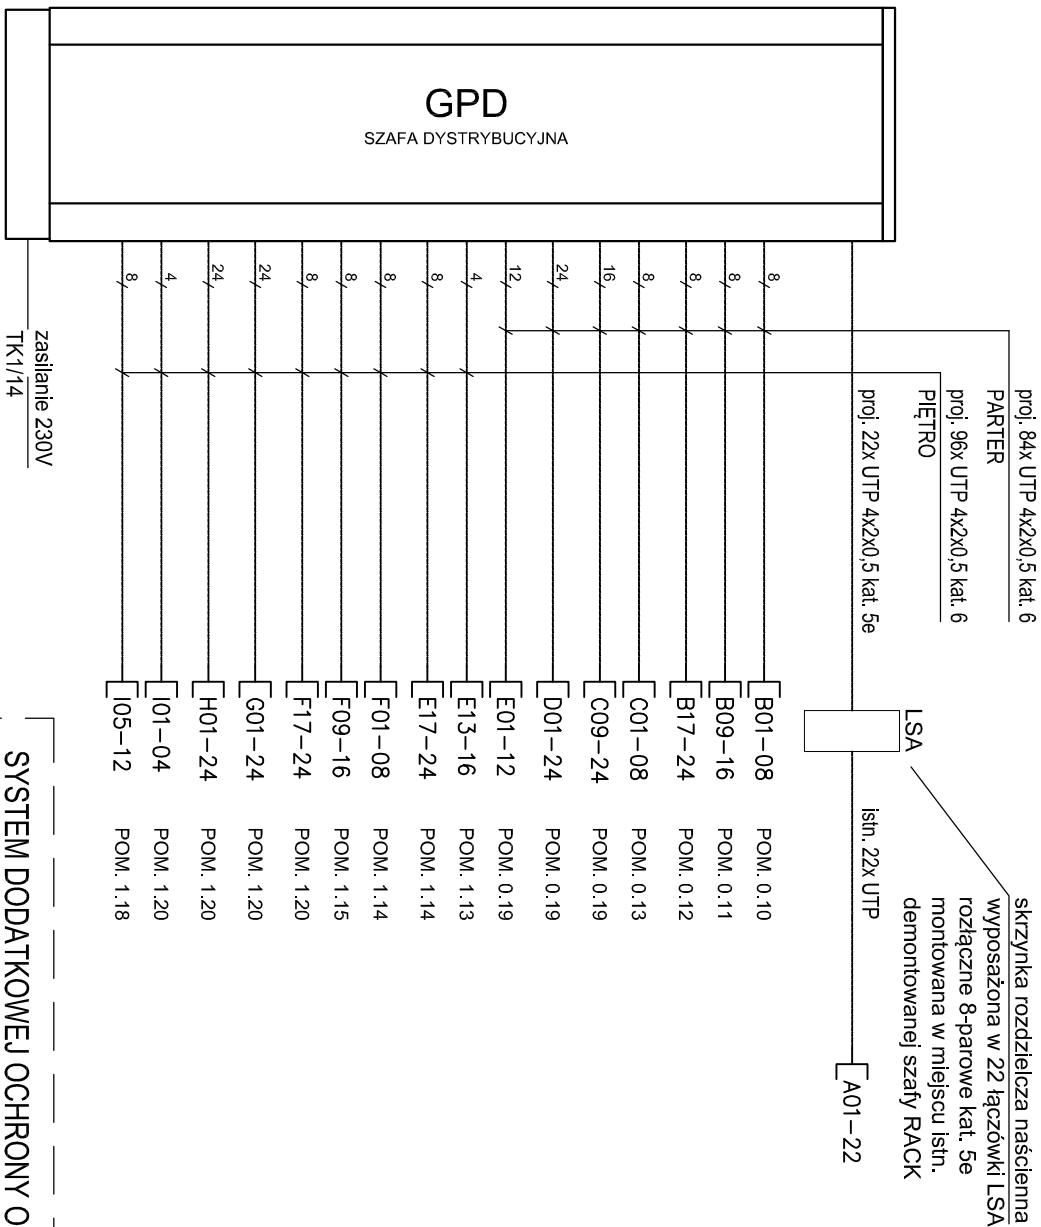 GPD
SZAFA DYSTRYBUCYJNA
zasilanie 230V
TK1/14
proj. 84x UTP 4x2x0,5 kat. 6
PARTER
proj. 96x UTP 4x2x0,5 kat. 6
PIĘTRO
proj. 22x UTP 4x2x0,5 kat. 5e
LSA
istn. 22x UTP
A01-22
skrzynka rozdzielcza naścienna
wyposażona w 22 łączówki LSA
rozłączne 8-parowe kat. 5e
montowana w miejscu istn.
demontowanej szafy RACK
8 B01-08 POM. 0.10
8 B09-16 POM. 0.11
8 B17-24 POM. 0.12
8 C01-08 POM. 0.13
16 C09-24 POM. 0.19
24 D01-24 POM. 0.19
12 E01-12 POM. 0.19
4 E13-16 POM. 1.13
8 E17-24 POM. 1.14
8 F01-08 POM. 1.14
8 F09-16 POM. 1.15
8 F17-24 POM. 1.20
24 G01-24 POM. 1.20
24 H01-24 POM. 1.20
4 I01-04 POM. 1.20
8 I05-12 POM. 1.18
SYSTEM DODATKOWEJ OCHRONY O